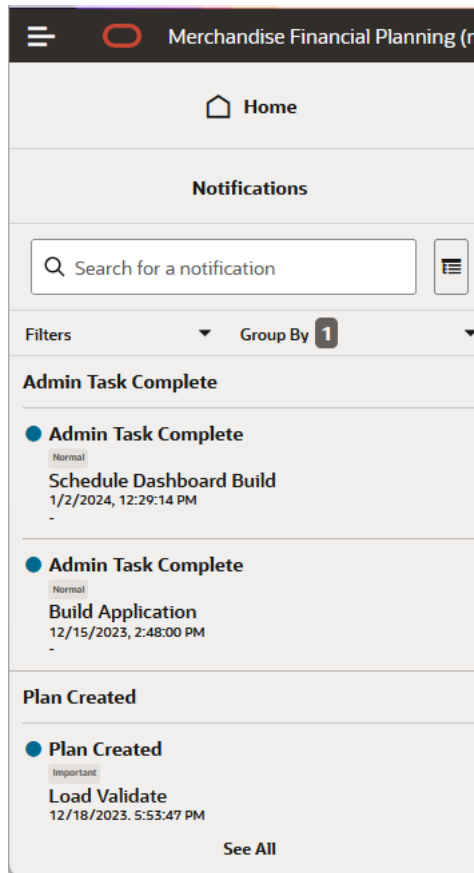 Merchandise Financial Planning (r
Home
Notifications
Search for a notification
Filters Group By 1
Admin Task Complete
Admin Task Complete
Normal
Schedule Dashboard Build
1/2/2024, 12:29:14 PM
-
Admin Task Complete
Normal
Build Application
12/15/2023, 2:48:00 PM
-
Plan Created
Plan Created
Important
Load Validate
12/18/2023. 5:53:47 PM
See All